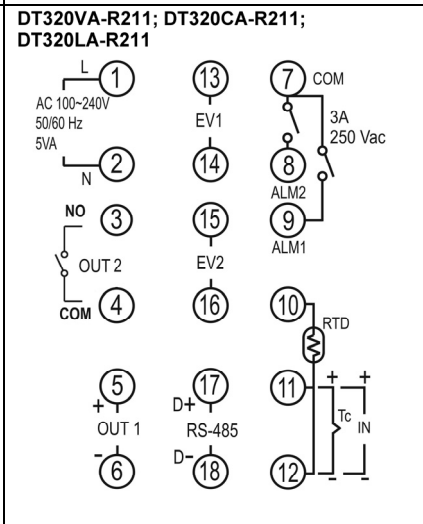 DT320VA-R211; DT320CA-R211;
DT320LA-R211
L
1
AC 100~240V
50/60 Hz
5VA
N
2
NO
3
OUT 2
COM
4
5
+
OUT 1
-
6
13
EV1
14
15
EV2
16
17
D+
RS-485
D-
18
7
COM
3A
250 Vac
8
ALM2
9
ALM1
10
RTD
11
+
+
Tc
IN
12
-
-